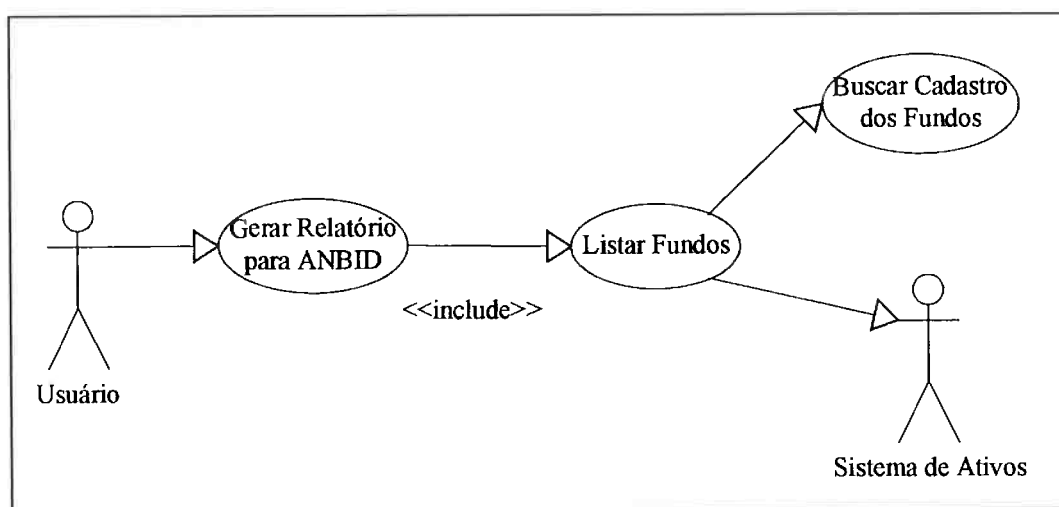 Buscar Cadastro
dos Fundos
Gerar Relatório
para ANBID
Listar Fundos
<<include>>
Usuário
Sistema de Ativos